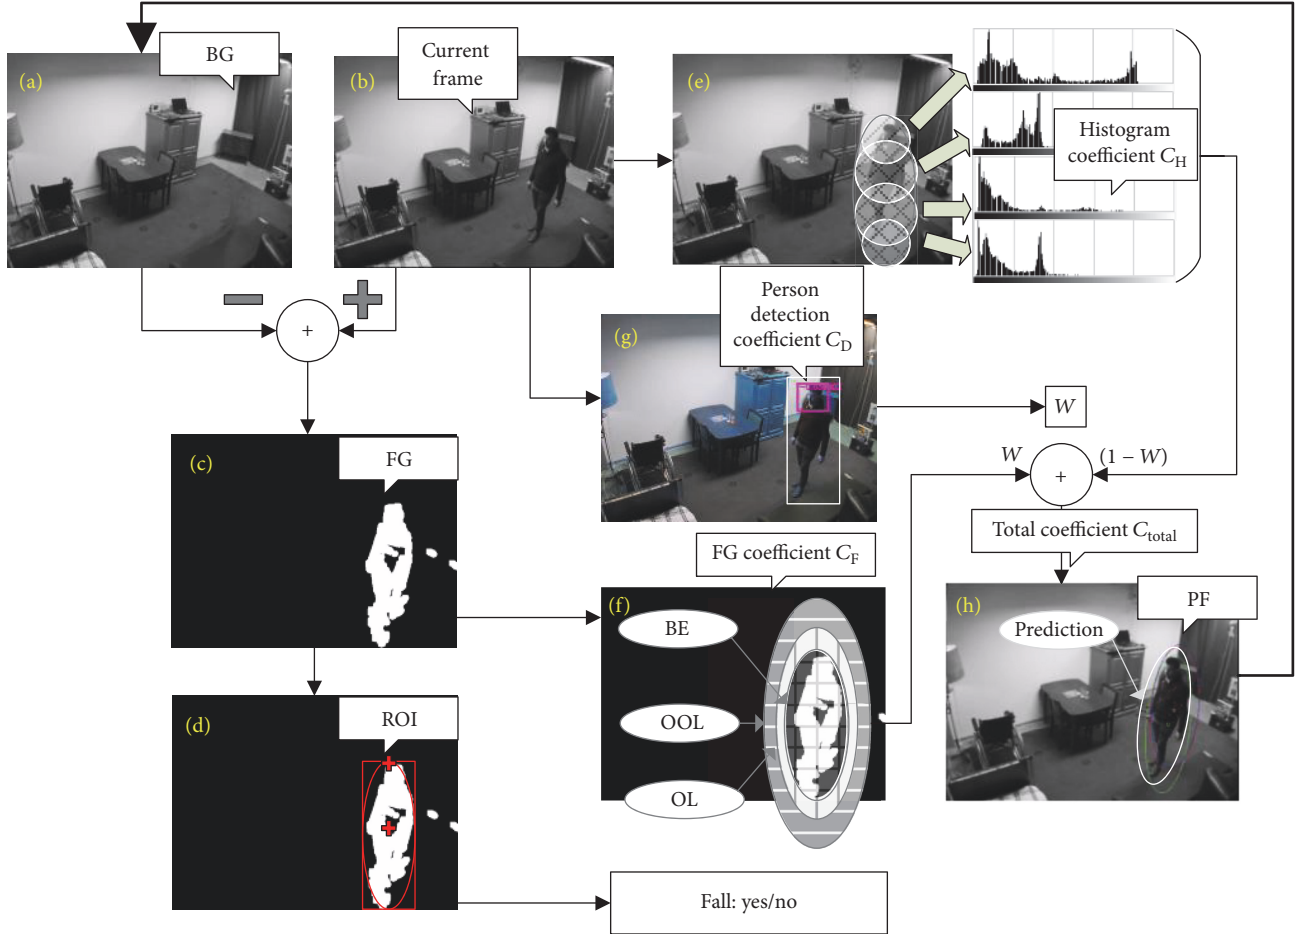 (a)
BG
(b)
Current
frame
(e)
Histogram
coefficient C_H
− + +
(g)
Person
detection
coefficient C_D
W
W
(1 − W)
+
(c)
FG
Total coefficient C_total
FG coefficient C_F
(f)
BE
OOL
OL
(h)
PF
Prediction
(d)
ROI
Fall: yes/no